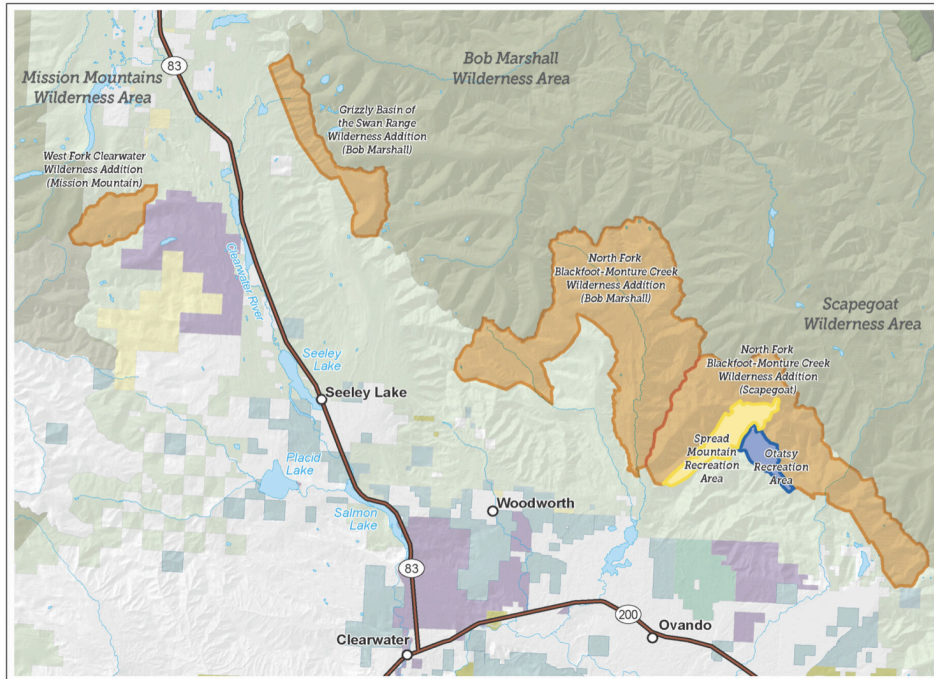 83
Mission Mountains
Wilderness Area
Bob Marshall
Wilderness Area
Grizzly Basin of
the Swan Range
Wilderness Addition
(Bob Marshall)
West Fork Clearwater
Wilderness Addition
(Mission Mountain)
Clearwater River
North Fork
Blackfoot-Monture Creek
Wilderness Addition
(Bob Marshall)
Scapegoat
Wilderness Area
Seeley
Lake
Seeley Lake
North Fork
Blackfoot-Monture Creek
Wilderness Addition
(Scapegoat)
Spread
Mountain
Recreation
Area
Otatsy
Recreation
Area
Placid
Lake
Salmon
Lake
Woodworth
83
200
Ovando
Clearwater